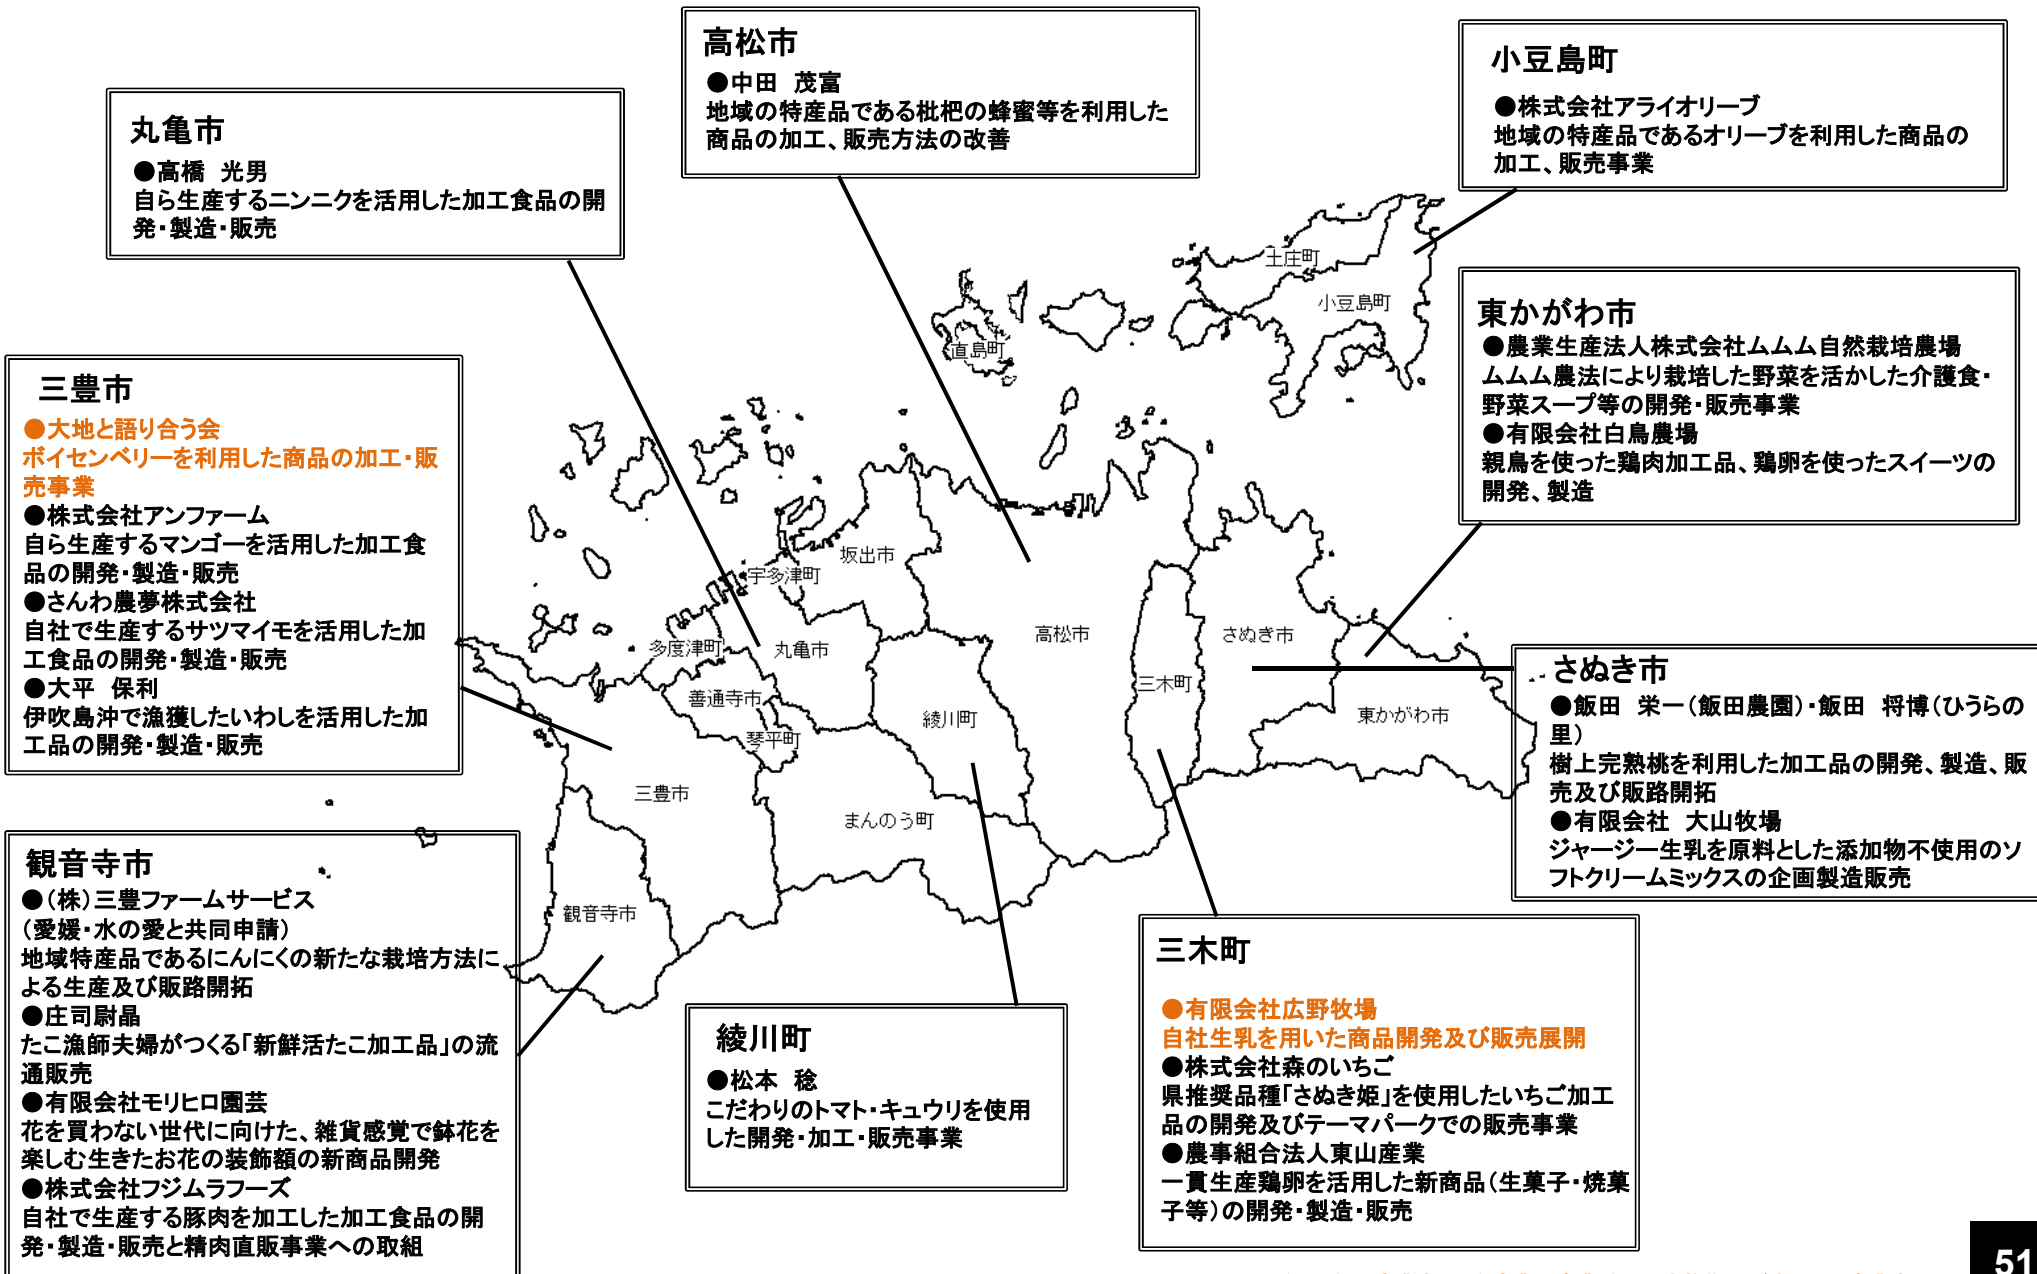 高松市
●中田　茂富
地域の特産品である枇杷の蜂蜜等を利用した
商品の加工、販売方法の改善
小豆島町
●株式会社アライオリーブ
地域の特産品であるオリーブを利用した商品の
加工、販売事業
丸亀市
●高橋　光男
自ら生産するニンニクを活用した加工食品の開
発・製造・販売
東かがわ市
●農業生産法人株式会社ムムム自然栽培農場
ムムム農法により栽培した野菜を活かした介護食・
野菜スープ等の開発・販売事業
●有限会社白鳥農場
親鳥を使った鶏肉加工品、鶏卵を使ったスイーツの
開発、製造
三豊市
●大地と語り合う会
ボイセンベリーを利用した商品の加工・販
売事業
●株式会社アンファーム
自ら生産するマンゴーを活用した加工食
品の開発・製造・販売
●さんわ農夢株式会社
自社で生産するサツマイモを活用した加
工食品の開発・製造・販売
●大平　保利
伊吹島沖で漁獲したいわしを活用した加
工品の開発・製造・販売
土庄町
小豆島町
直島町
坂出市
宇多津町
多度津町
丸亀市
善通寺市
琴平町
綾川町
高松市
三木町
さぬき市
東かがわ市
三豊市
まんのう町
観音寺市
さぬき市
●飯田　栄一（飯田農園）・飯田　将博（ひうらの
里）
樹上完熟桃を利用した加工品の開発、製造、販
売及び販路開拓
●有限会社 大山牧場
ジャージー生乳を原料とした添加物不使用のソ
フトクリームミックスの企画製造販売
観音寺市
●（株）三豊ファームサービス
（愛媛・水の愛と共同申請）
地域特産品であるにんにくの新たな栽培方法に
よる生産及び販路開拓
●庄司尉晶
たこ漁師夫婦がつくる「新鮮活たこ加工品」の流
通販売
●有限会社モリヒロ園芸
花を買わない世代に向けた、雑貨感覚で鉢花を
楽しむ生きたお花の装飾額の新商品開発
●株式会社フジムラフーズ
自社で生産する豚肉を加工した加工食品の開
発・製造・販売と精肉直販事業への取組
綾川町
●松本　稔
こだわりのトマト・キュウリを使用
した開発・加工・販売事業
三木町
●有限会社広野牧場
自社生乳を用いた商品開発及び販売展開
●株式会社森のいちご
県推奨品種「さぬき姫」を使用したいちご加工
品の開発及びテーマパークでの販売事業
●農事組合法人東山産業
一貫生産鶏卵を活用した新商品（生菓子・焼菓
子等）の開発・製造・販売
51